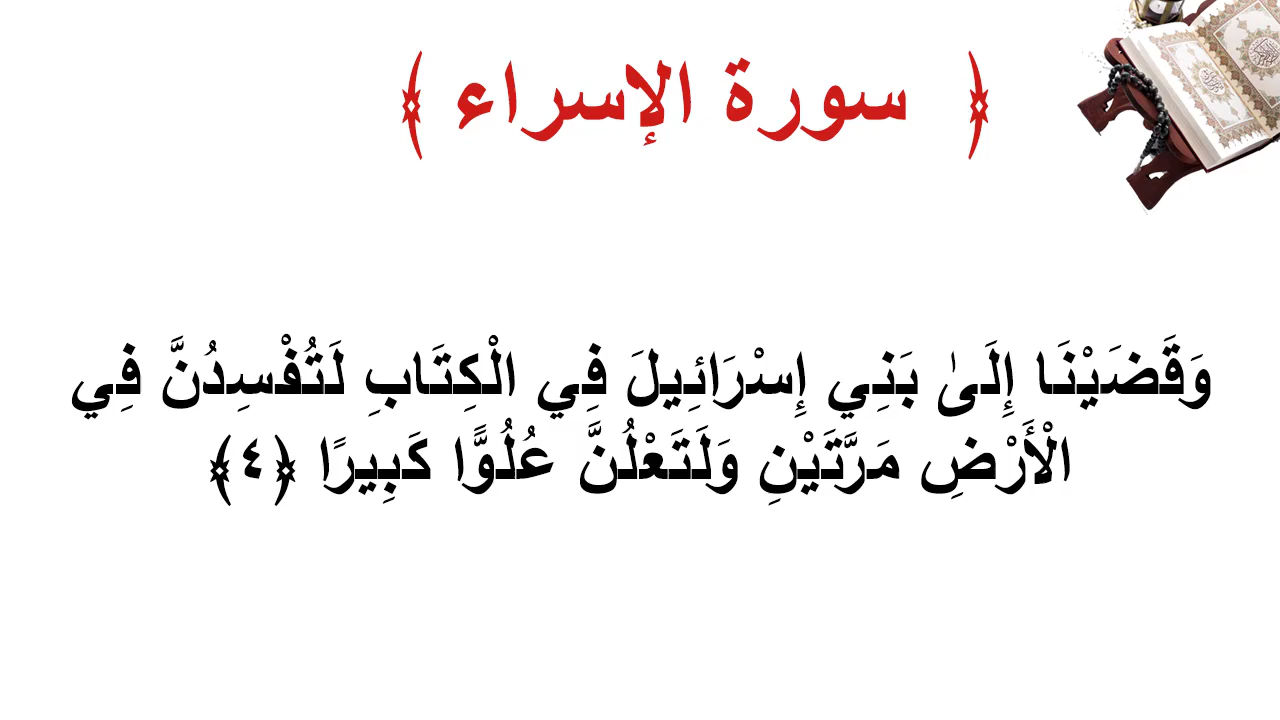 ﴿ سورة الإسراء ﴾
وَقَضَيْنَا إِلَىٰ بَنِي إِسْرَائِيلَ فِي الْكِتَابِ لَتُفْسِدُنَّ فِي
الْأَرْضِ مَرَّتَيْنِ وَلَتَعْلُنَّ عُلُوًّا كَبِيرًا ﴿٤﴾